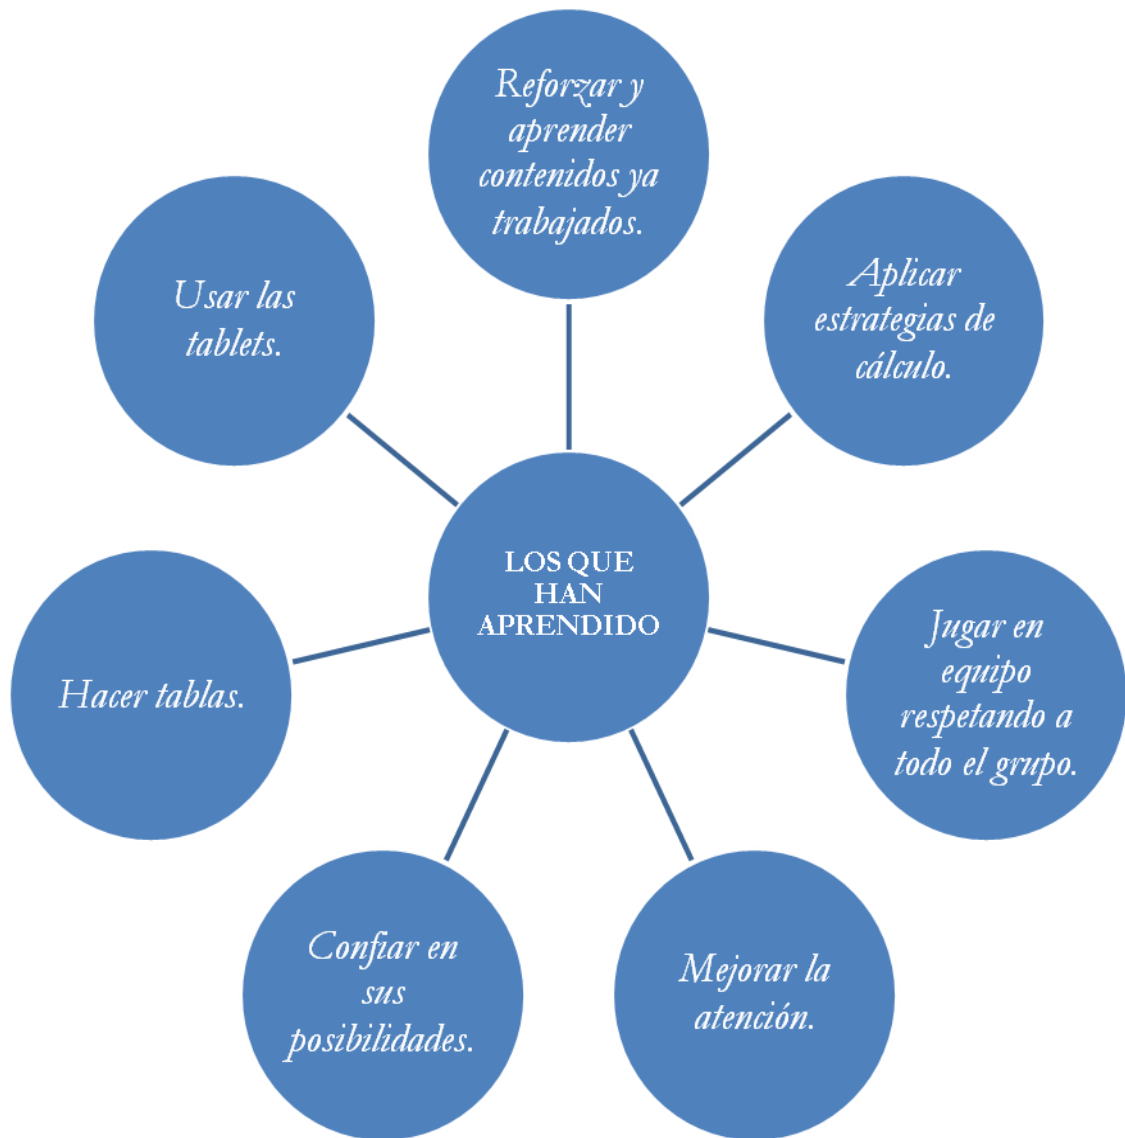 Reforzar y
aprender
contenidos ya
trabajados.
Aplicar
estrategias de
cálculo.
Jugar en
equipo
respetando a
todo el grupo.
Mejorar la
atención.
Confiar en
sus
posibilidades.
Hacer tablas.
Usar las
tablets.
LOS QUE
HAN
APRENDIDO